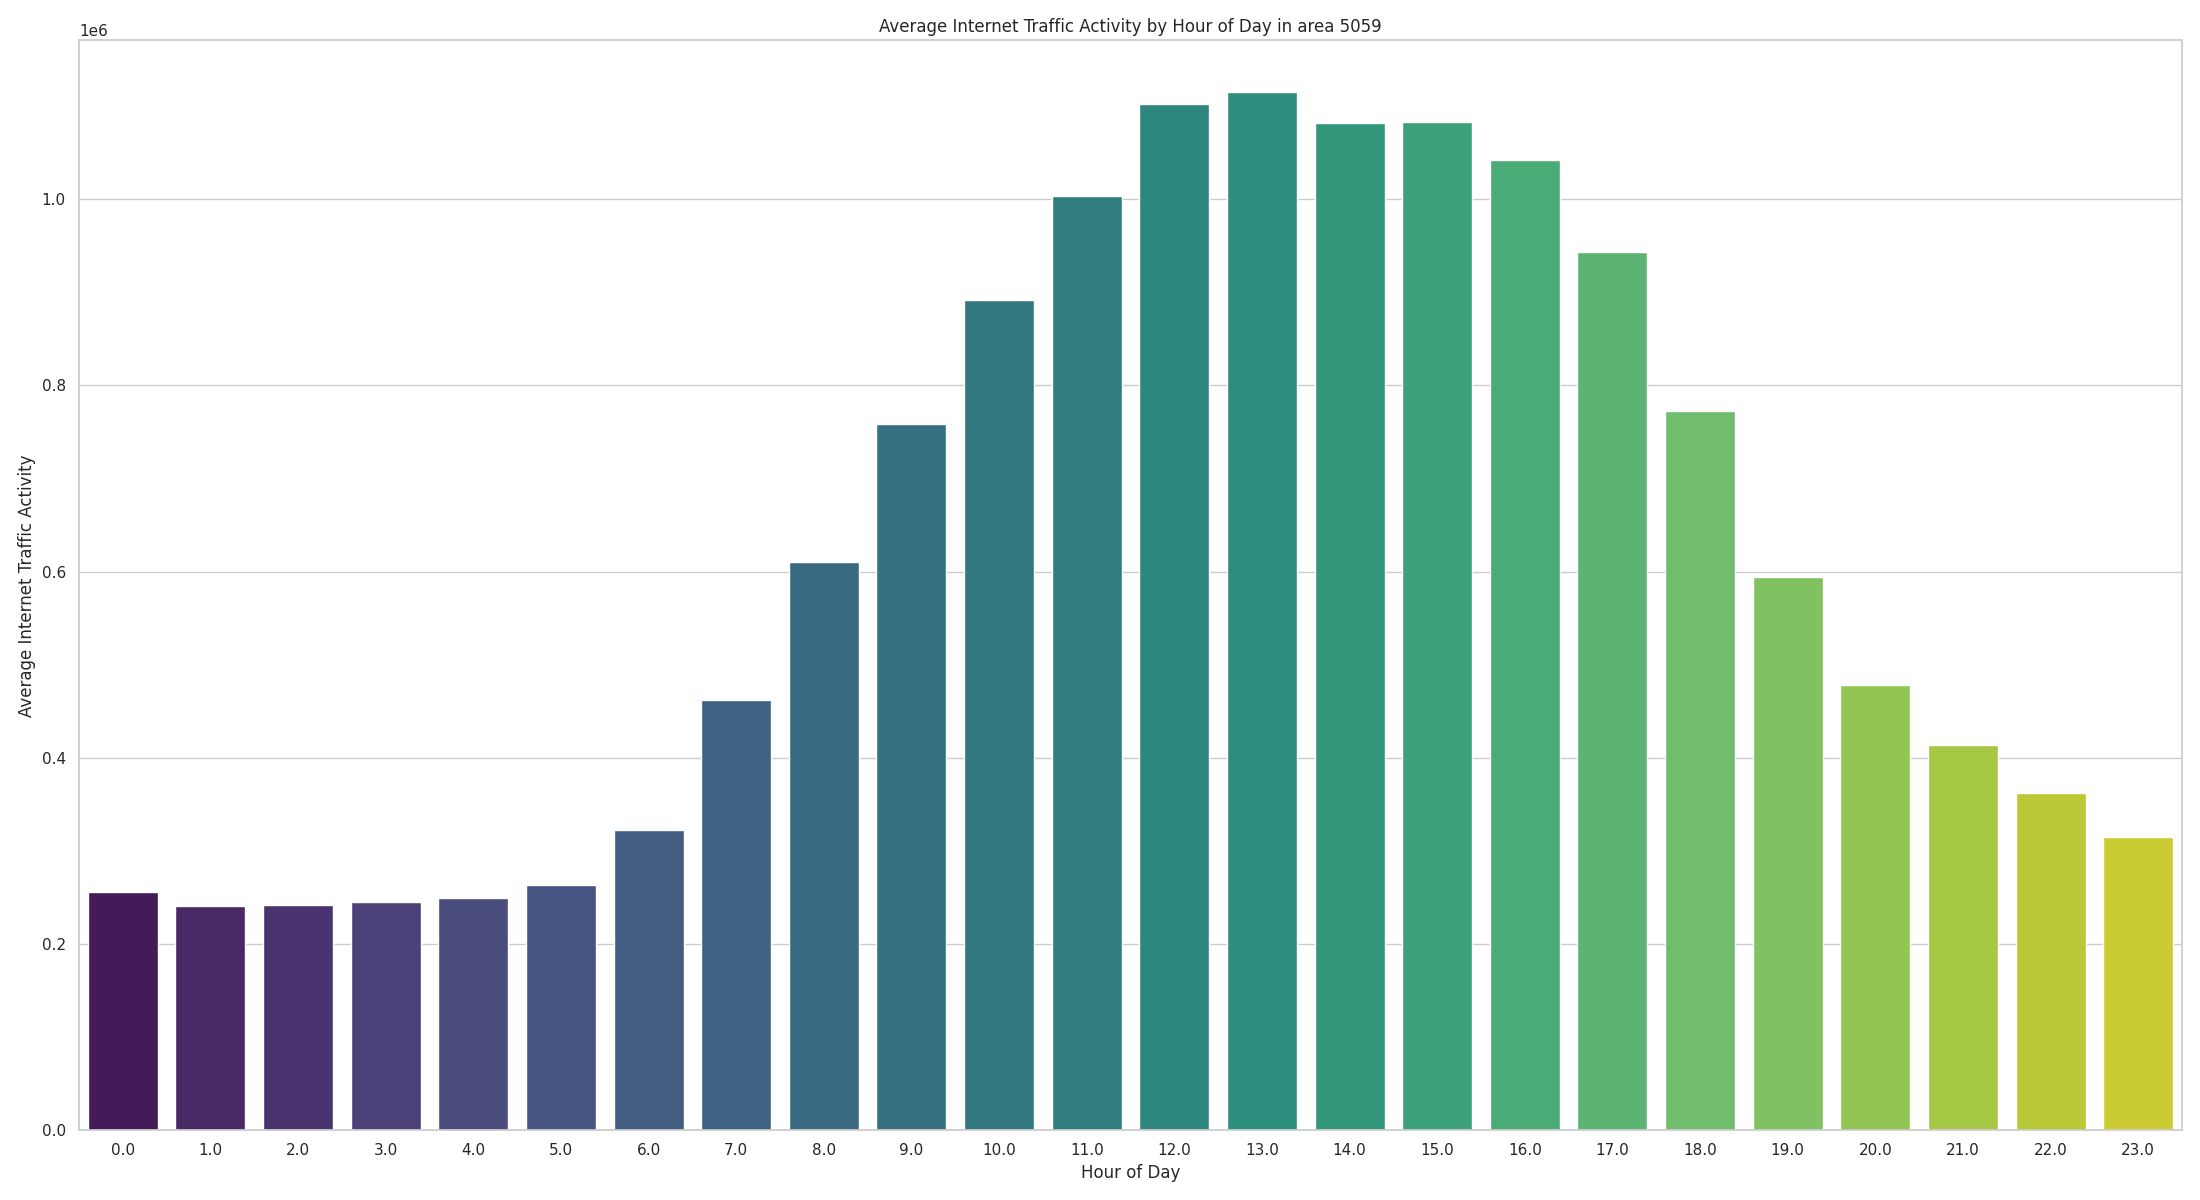 Average Internet Traffic Activity by Hour of Day in area 5059
1e6
1.0
0.8
0.6
0.4
0.2
0.0
Average Internet Traffic Activity
0.0 1.0 2.0 3.0 4.0 5.0 6.0 7.0 8.0 9.0 10.0 11.0 12.0 13.0 14.0 15.0 16.0 17.0 18.0 19.0 20.0 21.0 22.0 23.0
Hour of Day